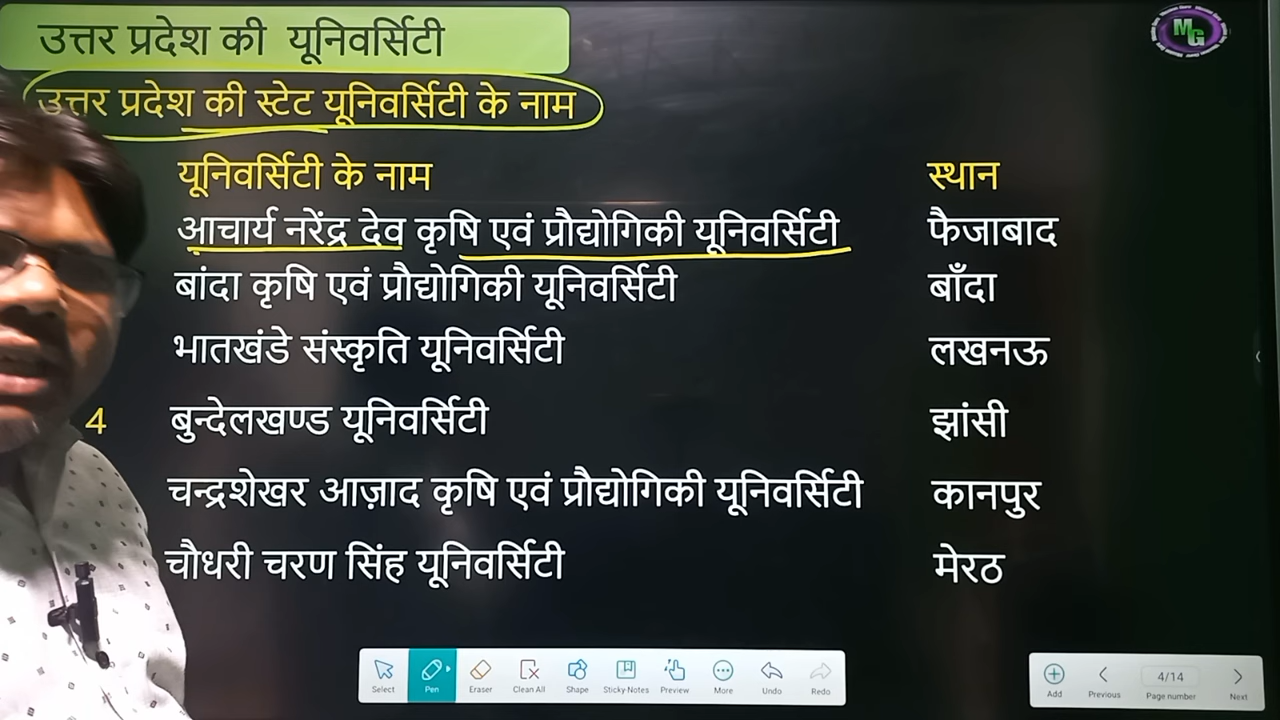 उत्तर प्रदेश की यूनिवर्सिटी
MG
उत्तर प्रदेश की स्टेट यूनिवर्सिटी के नाम
यूनिवर्सिटी के नाम स्थान
आचार्य नरेंद्र देव कृषि एवं प्रौद्योगिकी यूनिवर्सिटी फैजाबाद
बांदा कृषि एवं प्रौद्योगिकी यूनिवर्सिटी बाँदा
भातखंडे संस्कृति यूनिवर्सिटी लखनऊ
4 बुन्देलखण्ड यूनिवर्सिटी झांसी
चन्द्रशेखर आज़ाद कृषि एवं प्रौद्योगिकी यूनिवर्सिटी कानपुर
चौधरी चरण सिंह यूनिवर्सिटी मेरठ
Select Pen Eraser Clean All Shape Sticky Notes Preview More Undo Redo
4/14
Add Previous Page number Next